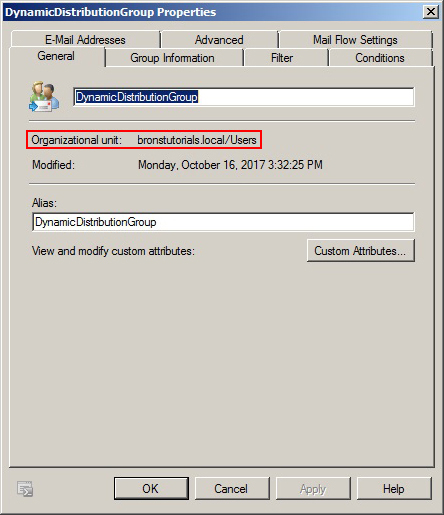 DynamicDistributionGroup Properties
E-Mail Addresses Advanced Mail Flow Settings
General Group Information Filter Conditions
DynamicDistributionGroup
Organizational unit: bronstutorials.local/Users
Modified: Monday, October 16, 2017 3:32:25 PM
Alias:
DynamicDistributionGroup
View and modify custom attributes: Custom Attributes...
OK Cancel Apply Help